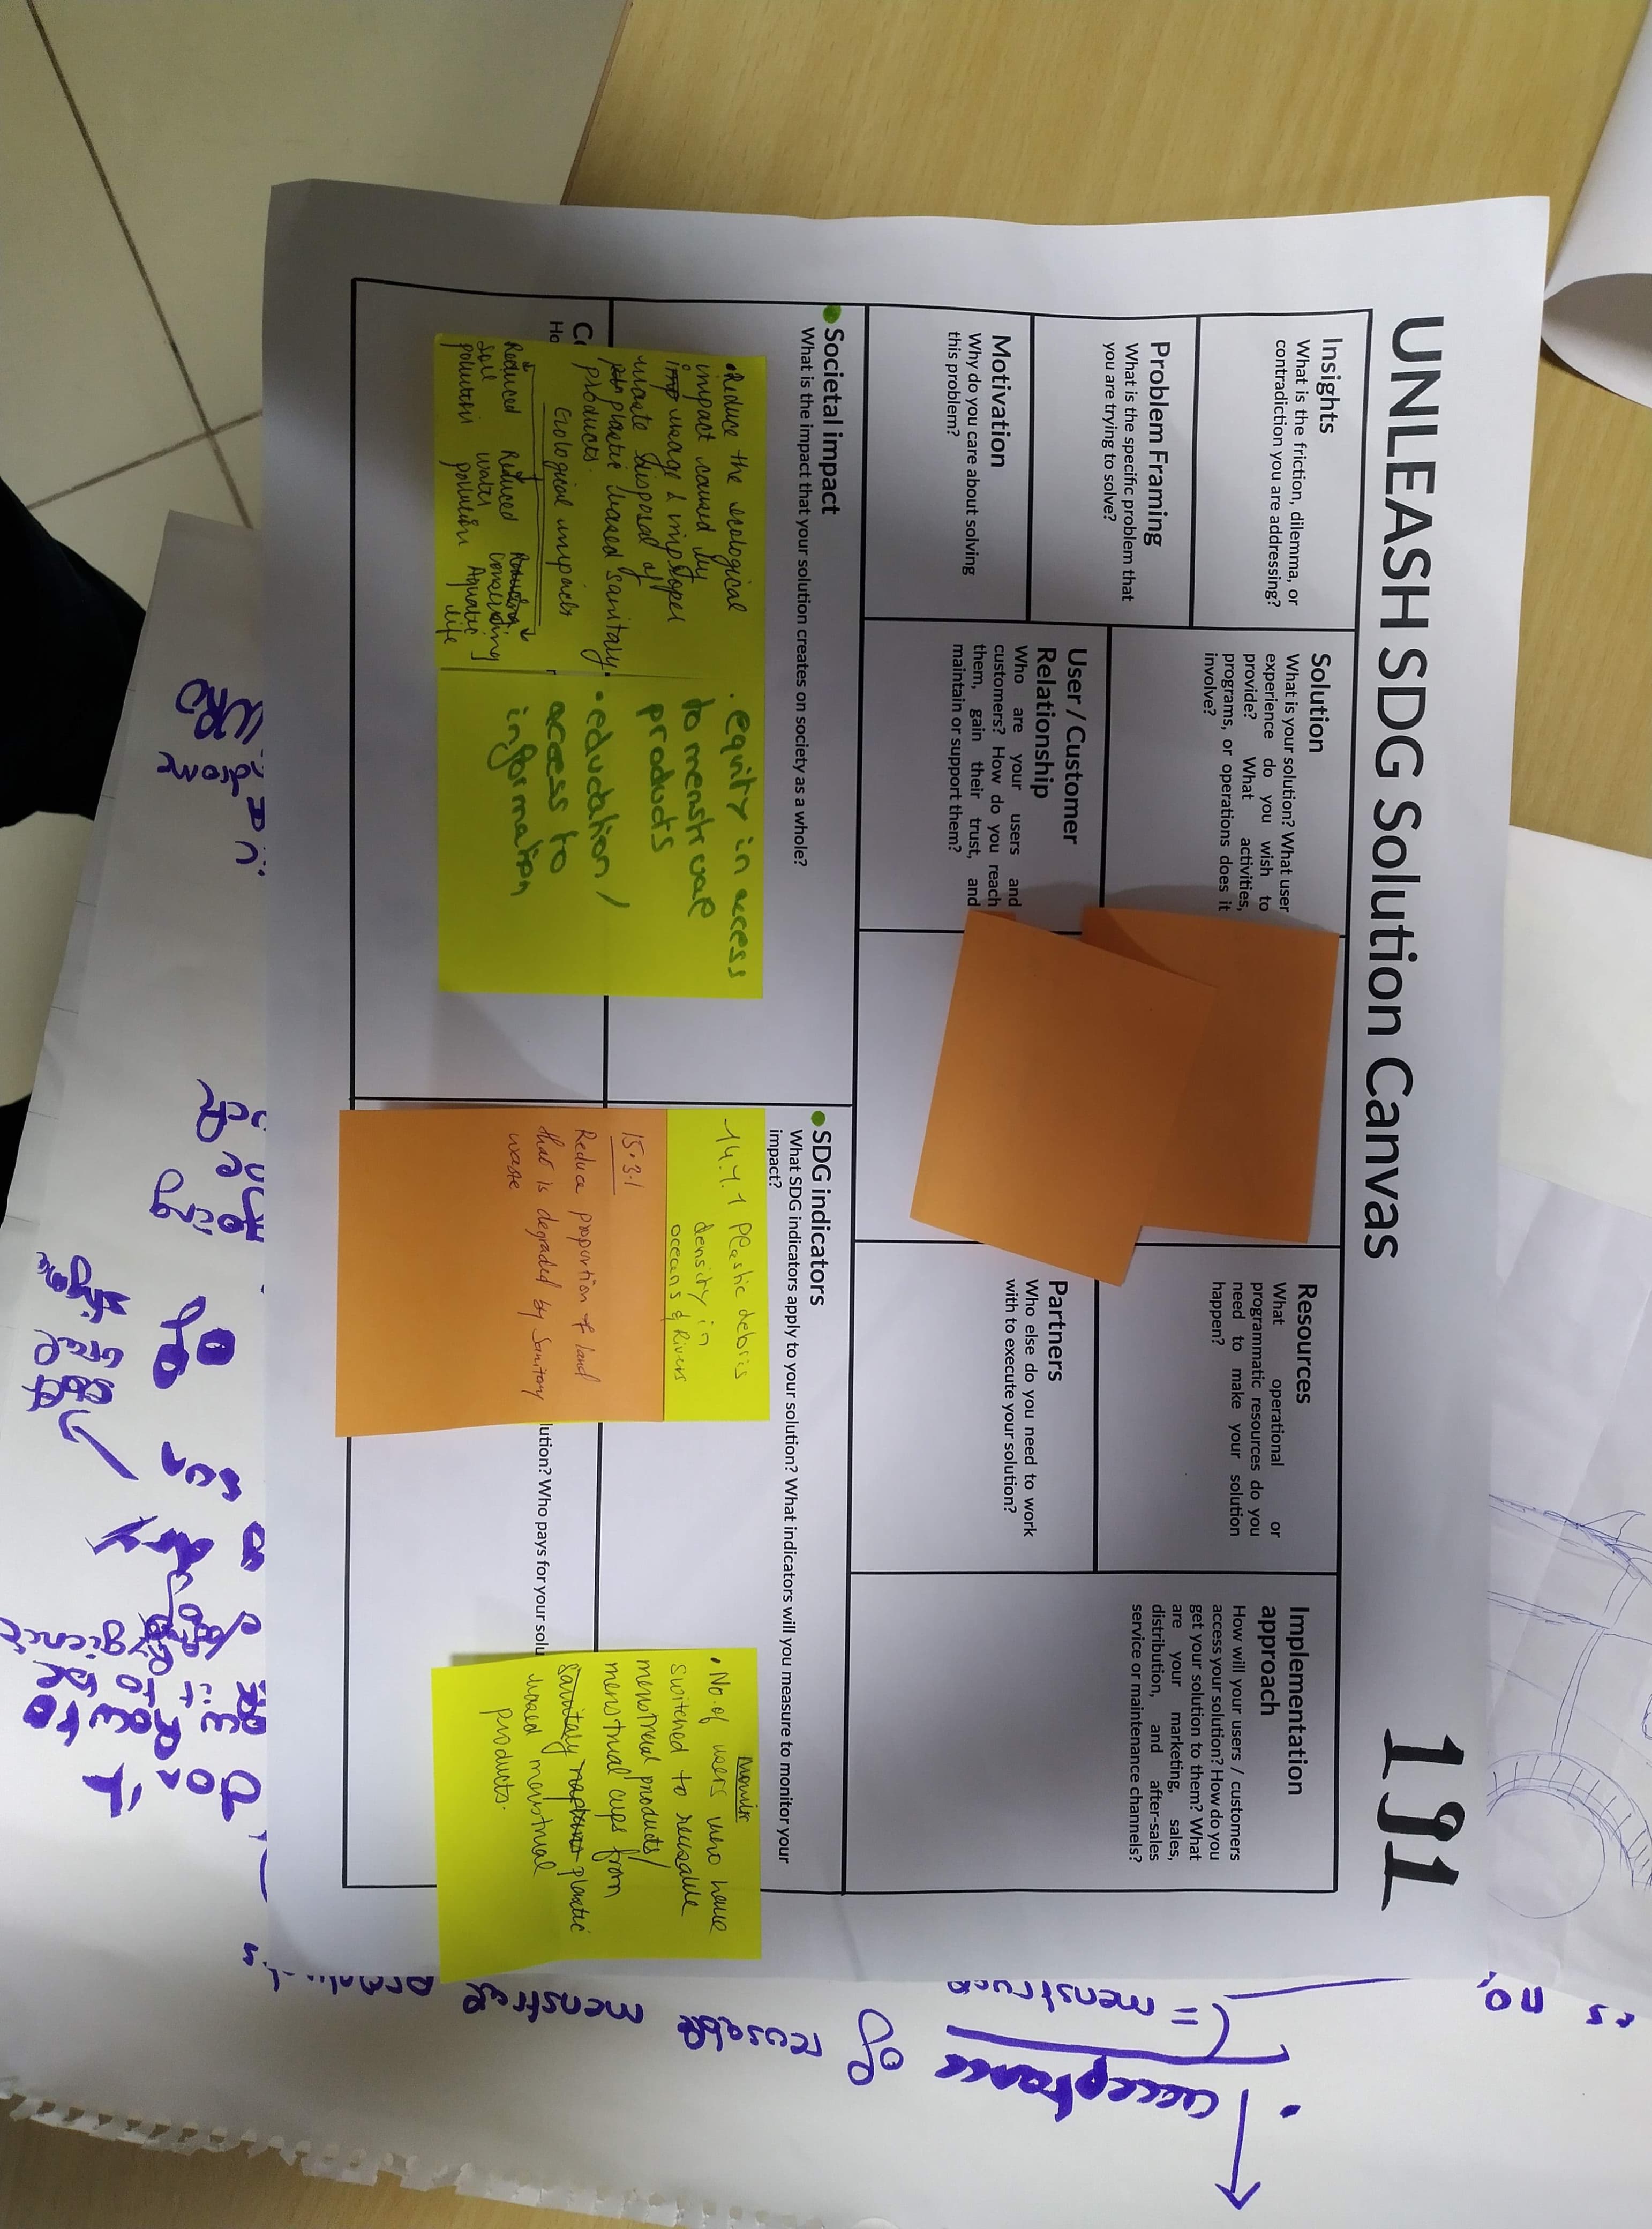 UNLEASH SDG Solution Canvas
191
Insights
What is the friction, dilemma, or
contradiction you are addressing?
Problem Framing
What is the specific problem that
you are trying to solve?
Motivation
Why do you care about solving
this problem?
Solution
What is your solution? What user
experience do you wish to
provide? What activities,
programs, or operations does it
involve?
User / Customer
Relationship
Who are your users and
customers? How do you reach
them, gain their trust, and
maintain or support them?
Resources
What operational or
programmatic resources do you
need to make your solution
happen?
Partners
Who else do you need to work
with to execute your solution?
Implementation
approach
How will your users / customers
access your solution? How do you
get your solution to them? What
are your marketing, sales,
distribution, and after-sales
service or maintenance channels?
Societal impact
What is the impact that your solution creates on society as a whole?
• Reduce the ecological
impact caused by
imp usage & improper
waste disposal of
pla plastic based sanitary
products.
Ecological impacts
Reduced
soil
pollution
Reduced
water
pollution
Reducing
Conserving
Aquatic
life
. equity in access
to menstrual
products
• education /
access to
information
SDG indicators
What SDG indicators apply to your solution? What indicators will you measure to monitor your
impact?
14.1.1 Plastic debris
density in
oceans & Rivers
15.3.1
Reduce proportion of land
that is degraded by Sanitary
waste
Monitor
• No. of users who have
switched to reusable
menstrual products/
menstrual cups from
sanitary napkins plastic
based menstrual
products.
Ho
lution? Who pays for your solu
• ↑ acceptance of reusable menstrual products
(= menstrual
no,
don't
how to
it to be
hygienic
dry
sun
of